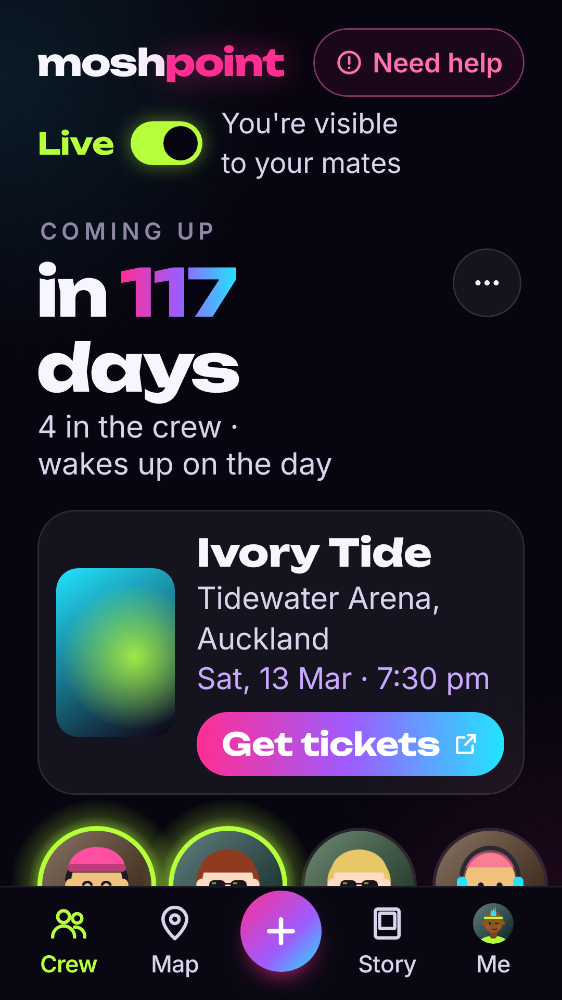 moshpoint
Need help
Live
You're visible
to your mates
COMING UP
in 117
days
4 in the crew ·
wakes up on the day
Ivory Tide
Tidewater Arena,
Auckland
Sat, 13 Mar · 7:30 pm
Get tickets
Crew
Map
Story
Me